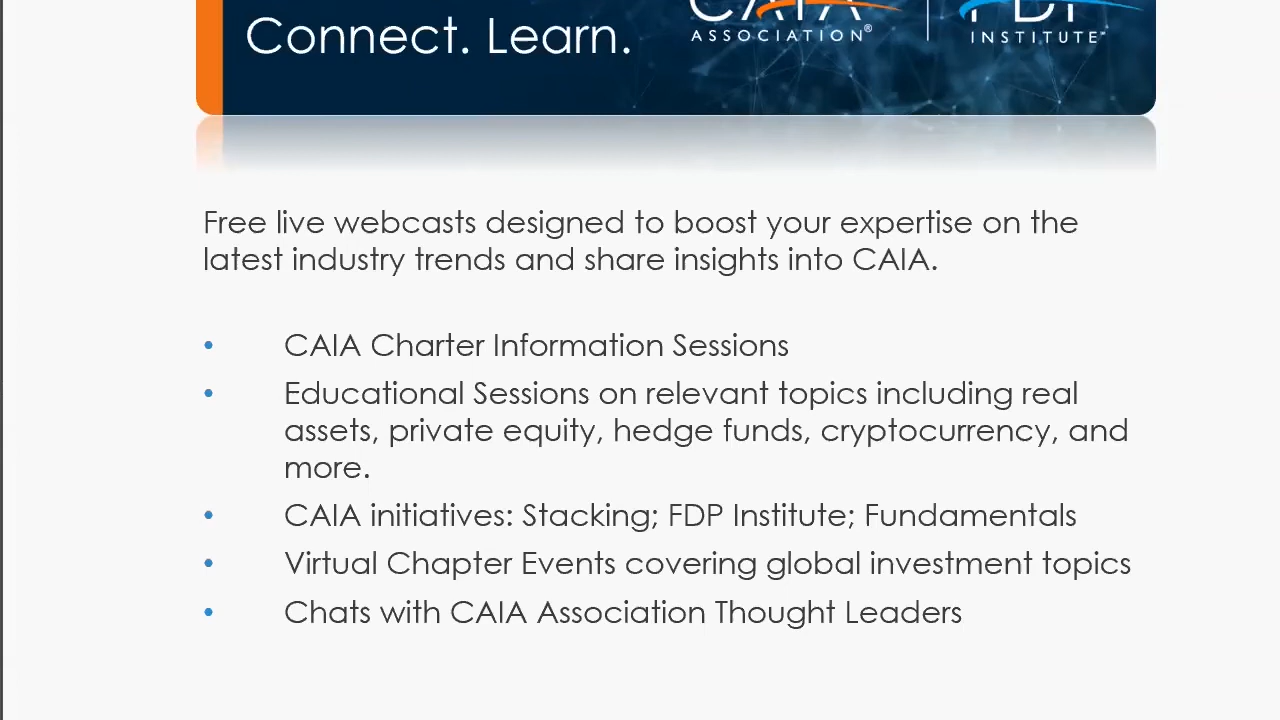 Connect. Learn.
CAIA
ASSOCIATION®
FDP
INSTITUTE™
Free live webcasts designed to boost your expertise on the
latest industry trends and share insights into CAIA.
• CAIA Charter Information Sessions
• Educational Sessions on relevant topics including real
assets, private equity, hedge funds, cryptocurrency, and
more.
• CAIA initiatives: Stacking; FDP Institute; Fundamentals
• Virtual Chapter Events covering global investment topics
• Chats with CAIA Association Thought Leaders